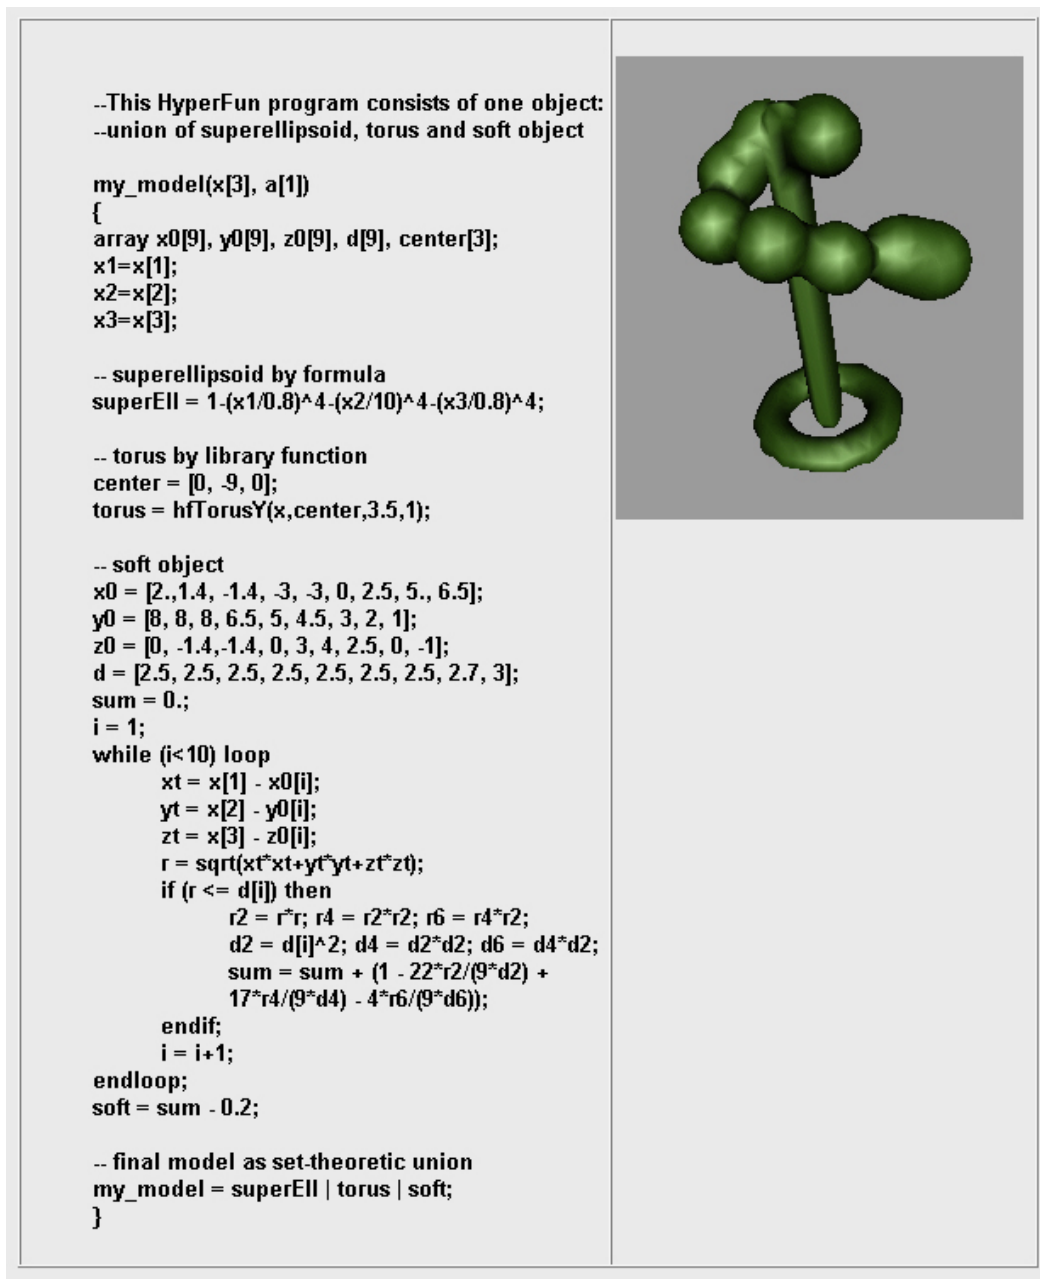 --This HyperFun program consists of one object:
--union of superellipsoid, torus and soft object
my_model(x[3], a[1])
{
array x0[9], y0[9], z0[9], d[9], center[3];
x1=x[1];
x2=x[2];
x3=x[3];
-- superellipsoid by formula
superEll = 1-(x1/0.8)^4-(x2/10)^4-(x3/0.8)^4;
-- torus by library function
center = [0, -9, 0];
torus = hfTorusY(x,center,3.5,1);
-- soft object
x0 = [2.,1.4, -1.4, -3, -3, 0, 2.5, 5., 6.5];
y0 = [8, 8, 8, 6.5, 5, 4.5, 3, 2, 1];
z0 = [0, -1.4,-1.4, 0, 3, 4, 2.5, 0, -1];
d = [2.5, 2.5, 2.5, 2.5, 2.5, 2.5, 2.5, 2.7, 3];
sum = 0.;
i = 1;
while (i<10) loop
xt = x[1] - x0[i];
yt = x[2] - y0[i];
zt = x[3] - z0[i];
r = sqrt(xt*xt+yt*yt+zt*zt);
if (r <= d[i]) then
r2 = r*r; r4 = r2*r2; r6 = r4*r2;
d2 = d[i]^2; d4 = d2*d2; d6 = d4*d2;
sum = sum + (1 - 22*r2/(9*d2) +
17*r4/(9*d4) - 4*r6/(9*d6));
endif;
i = i+1;
endloop;
soft = sum - 0.2;
-- final model as set-theoretic union
my_model = superEll | torus | soft;
}